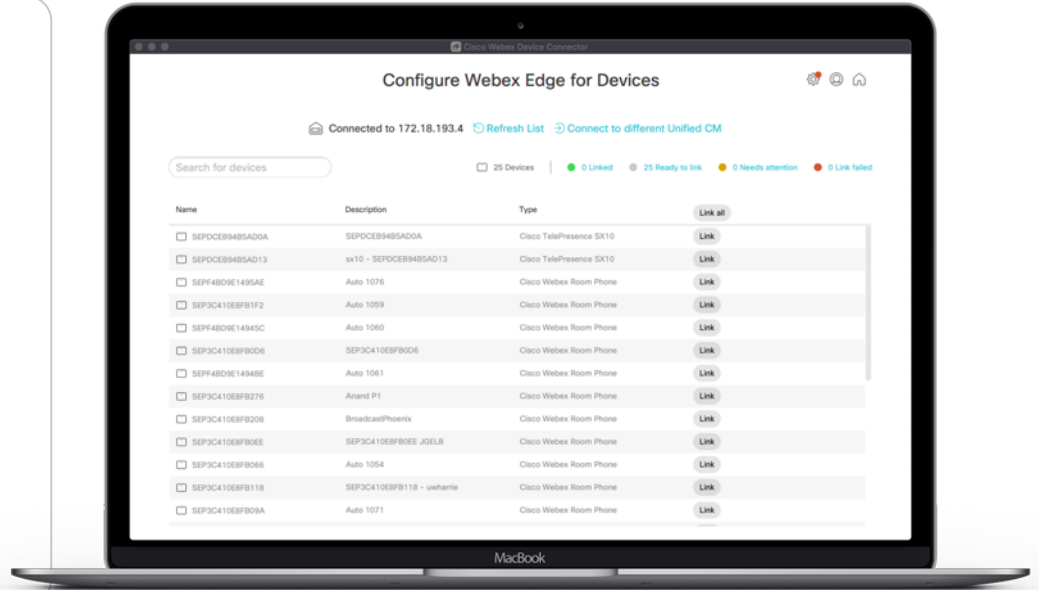 Cisco Webex Device Connector
Configure Webex Edge for Devices
Connected to 172.18.193.4 Refresh List Connect to different Unified CM
Search for devices 25 Devices 0 Linked 25 Ready to link 0 Needs attention 0 Link failed
Name Description Type Link all
SEPDCEB94B5AD0A SEPDCEB94B5AD0A Cisco TelePresence SX10 Link
SEPDCEB94B5AD13 sx10 - SEPDCEB94B5AD13 Cisco TelePresence SX10 Link
SEPF4BD9E1495AE Auto 1076 Cisco Webex Room Phone Link
SEP3C410E8FB1F2 Auto 1059 Cisco Webex Room Phone Link
SEPF4BD9E14945C Auto 1060 Cisco Webex Room Phone Link
SEP3C410E8FB0D6 SEP3C410E8FB0D6 Cisco Webex Room Phone Link
SEPF4BD9E1494BE Auto 1061 Cisco Webex Room Phone Link
SEP3C410E8FB276 Anand P1 Cisco Webex Room Phone Link
SEP3C410E8FB208 BroadcastPhoenix Cisco Webex Room Phone Link
SEP3C410E8FB0EE SEP3C410E8FB0EE JGELB Cisco Webex Room Phone Link
SEP3C410E8FB066 Auto 1054 Cisco Webex Room Phone Link
SEP3C410E8FB118 SEP3C410E8FB118 - uwharrie Cisco Webex Room Phone Link
SEP3C410E8FB09A Auto 1071 Cisco Webex Room Phone Link
MacBook